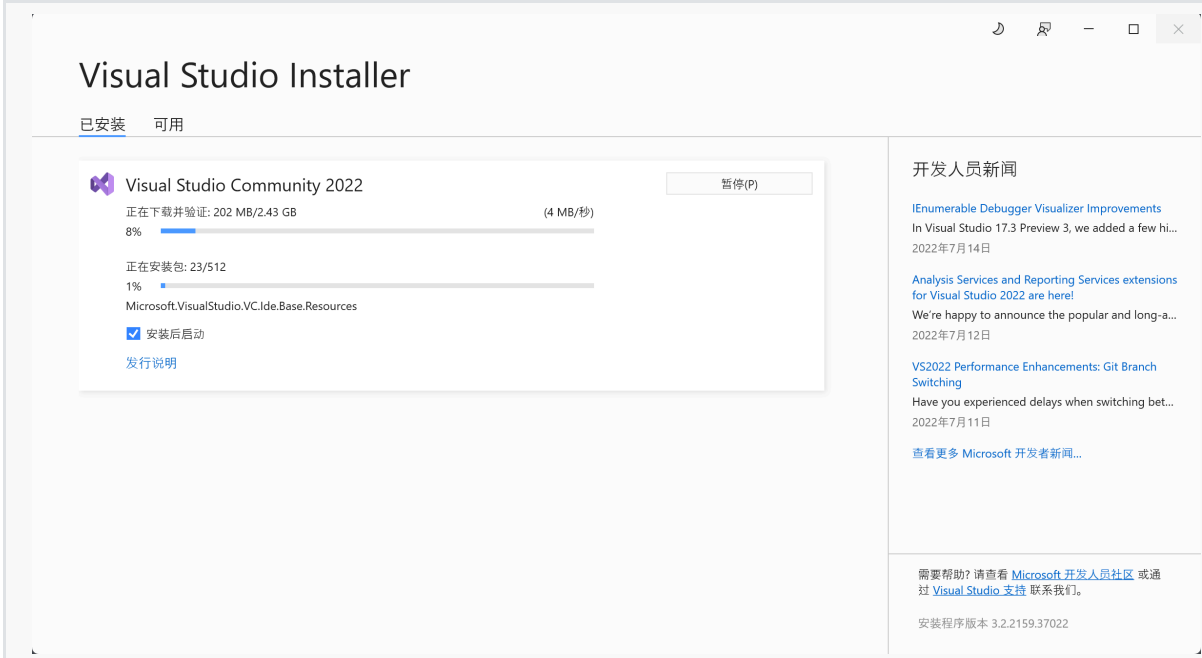 Visual Studio Installer
已安装 可用
Visual Studio Community 2022
暂停(P)
正在下载并验证: 202 MB/2.43 GB (4 MB/秒)
8%
正在安装包: 23/512
1%
Microsoft.VisualStudio.VC.Ide.Base.Resources
安装后启动
发行说明
开发人员新闻
IEnumerable Debugger Visualizer Improvements
In Visual Studio 17.3 Preview 3, we added a few hi...
2022年7月14日
Analysis Services and Reporting Services extensions
for Visual Studio 2022 are here!
We're happy to announce the popular and long-a...
2022年7月12日
VS2022 Performance Enhancements: Git Branch
Switching
Have you experienced delays when switching bet...
2022年7月11日
查看更多 Microsoft 开发者新闻...
需要帮助? 请查看 Microsoft 开发人员社区 或通
过 Visual Studio 支持 联系我们。
安装程序版本 3.2.2159.37022